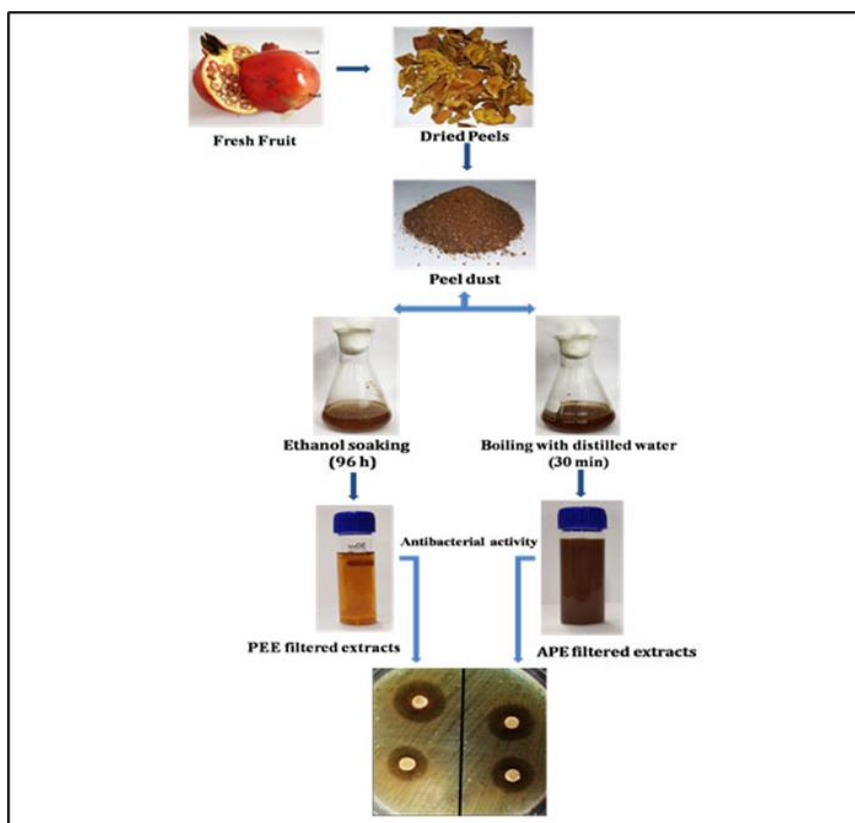 Fresh Fruit
Dried Peels
Peel dust
Ethanol soaking
(96 h)
Boiling with distilled water
(30 min)
Antibacterial activity
PEE filtered extracts
APE filtered extracts